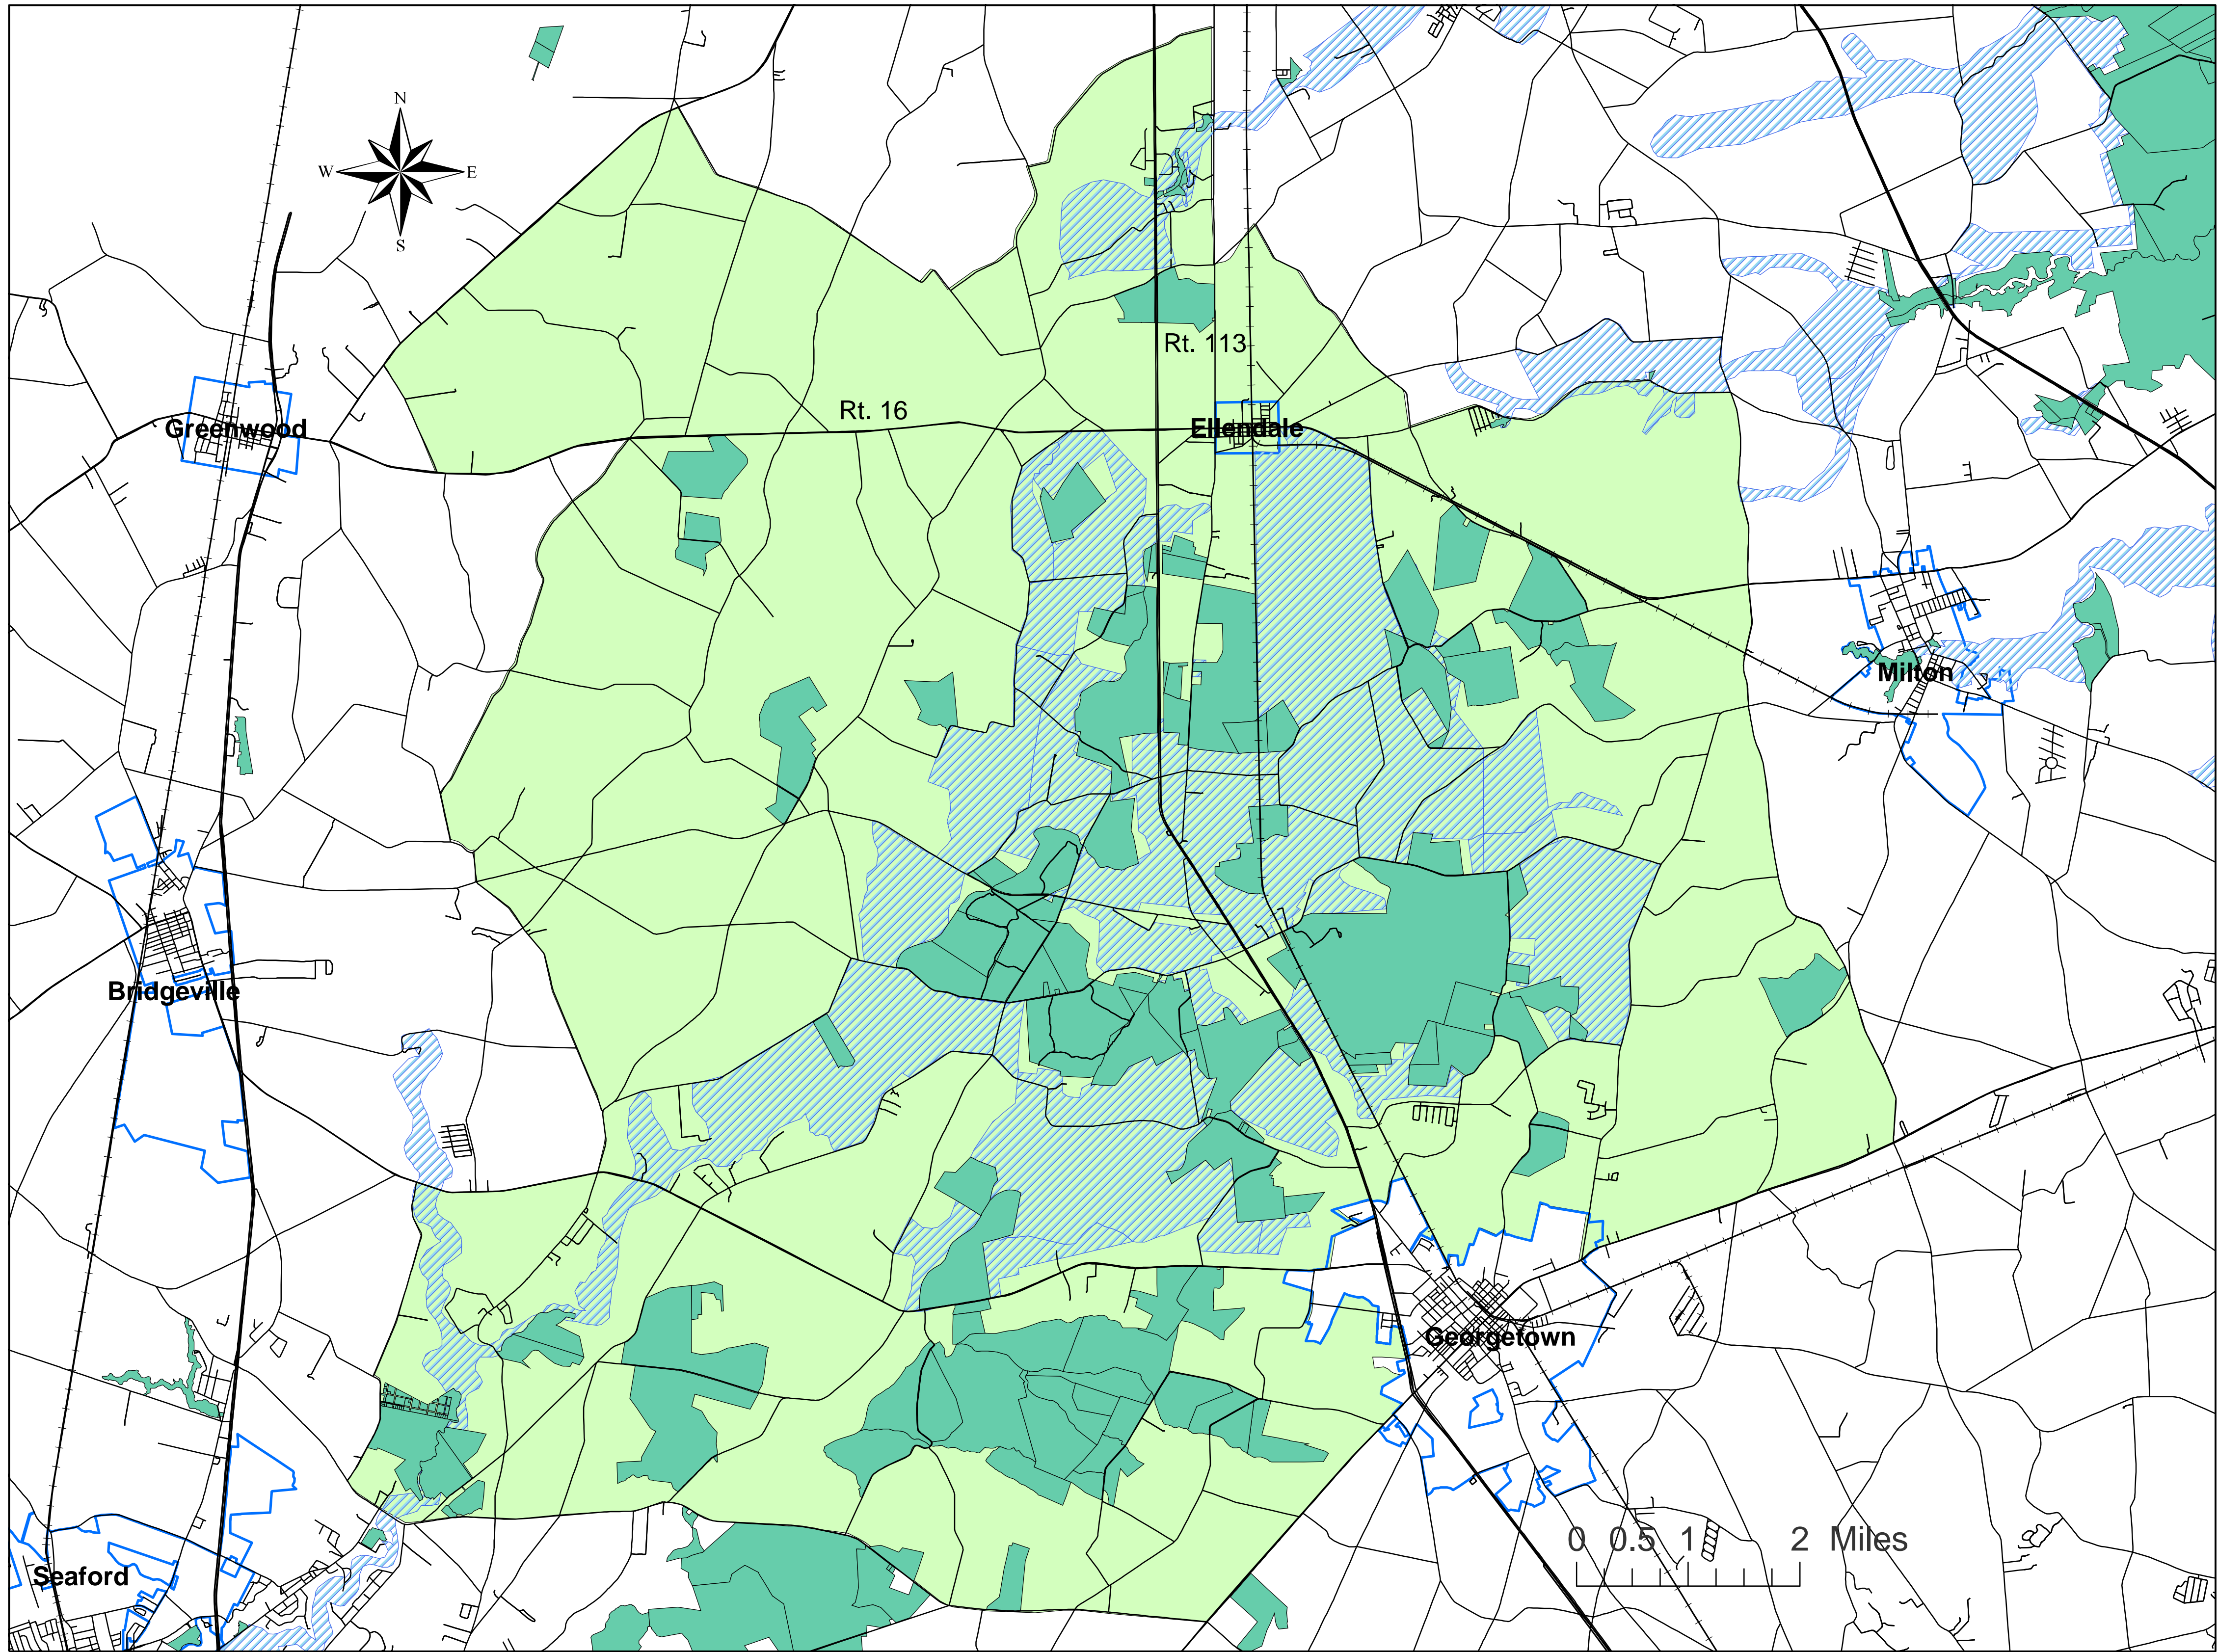 N
W E
S
Rt. 113
Rt. 16
Greenwood
Ellendale
Milton
Bridgeville
Georgetown
0 0.5 1 2 Miles
Seaford